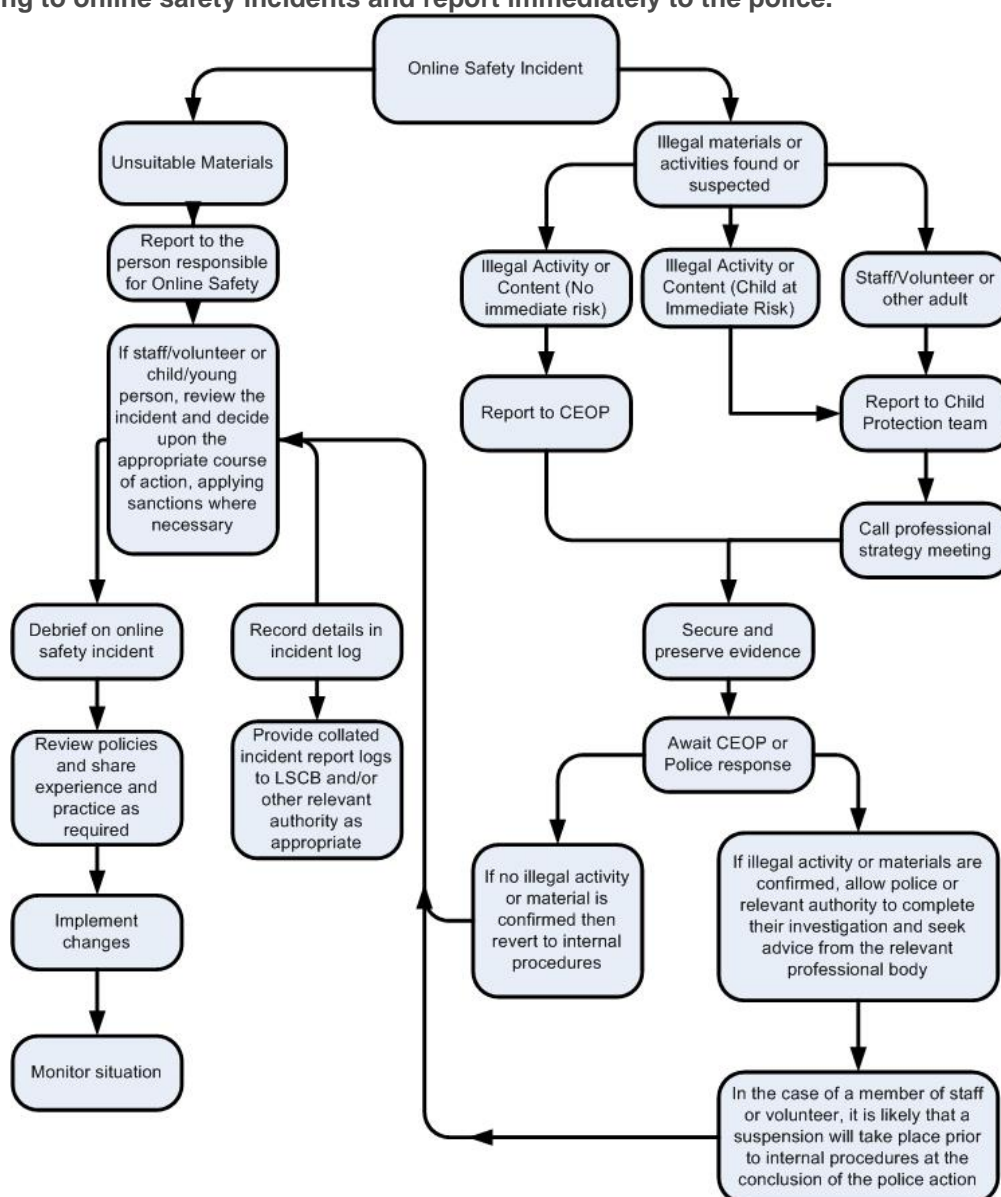 ng to online safety incidents and report immediately to the police.
Online Safety Incident
Unsuitable Materials
Illegal materials or
activities found or
suspected
Report to the
person responsible
for Online Safety
Illegal Activity or
Content (No
immediate risk)
Illegal Activity or
Content (Child at
Immediate Risk)
Staff/Volunteer or
other adult
If staff/volunteer or
child/young
person, review the
incident and decide
upon the
appropriate course
of action, applying
sanctions where
necessary
Report to CEOP
Report to Child
Protection team
Call professional
strategy meeting
Debrief on online
safety incident
Record details in
incident log
Secure and
preserve evidence
Review policies
and share
experience and
practice as
required
Provide collated
incident report logs
to LSCB and/or
other relevant
authority as
appropriate
Await CEOP or
Police response
If no illegal activity
or material is
confirmed then
revert to internal
procedures
If illegal activity or materials are
confirmed, allow police or
relevant authority to complete
their investigation and seek
advice from the relevant
professional body
Implement
changes
Monitor situation
In the case of a member of staff
or volunteer, it is likely that a
suspension will take place prior
to internal procedures at the
conclusion of the police action